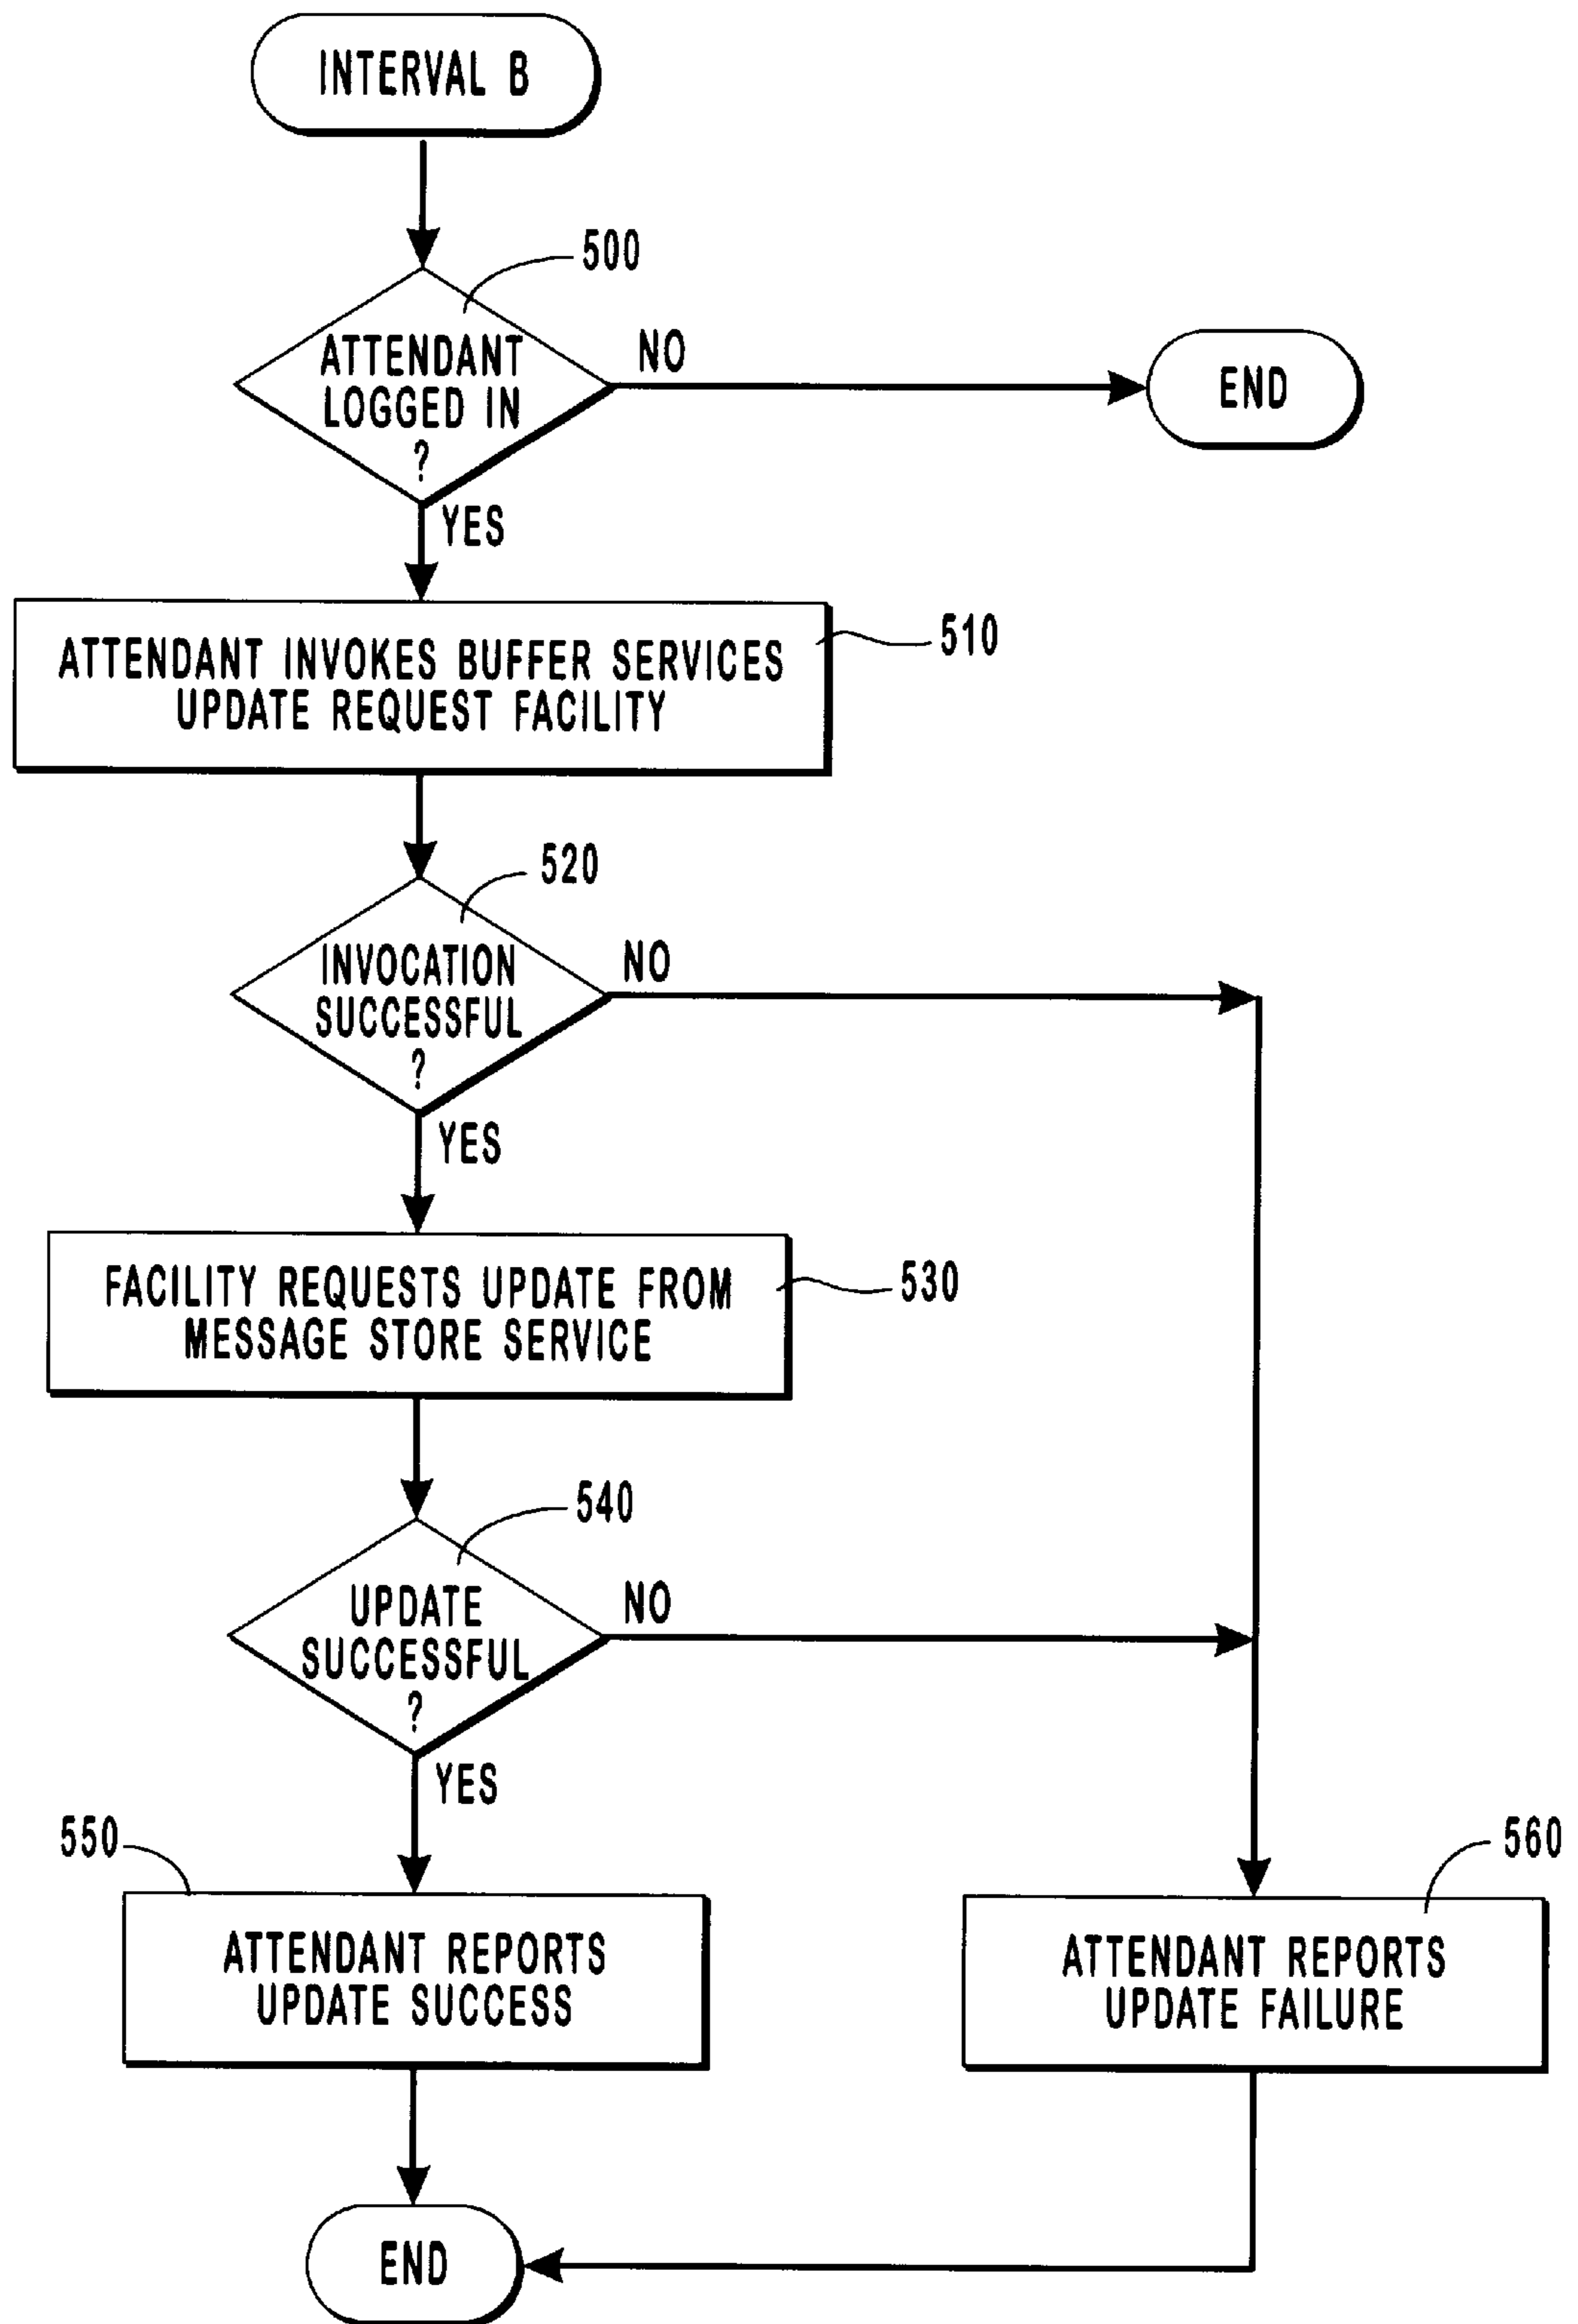 INTERVAL B
500
ATTENDANT
LOGGED IN
?
NO
END
YES
ATTENDANT INVOKES BUFFER SERVICES
UPDATE REQUEST FACILITY
510
520
INVOCATION
SUCCESSFUL
?
NO
YES
FACILITY REQUESTS UPDATE FROM
MESSAGE STORE SERVICE
530
540
UPDATE
SUCCESSFUL
?
NO
YES
550
ATTENDANT REPORTS
UPDATE SUCCESS
560
ATTENDANT REPORTS
UPDATE FAILURE
END